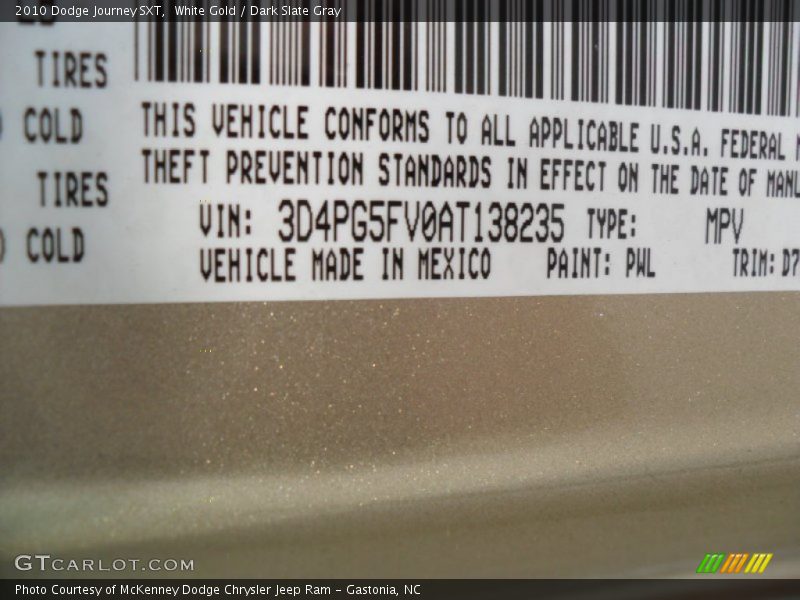 2010 Dodge Journey SXT, White Gold / Dark Slate Gray
TIRES
COLD
TIRES
COLD
THIS VEHICLE CONFORMS TO ALL APPLICABLE U.S.A. FEDERAL
THEFT PREVENTION STANDARDS IN EFFECT ON THE DATE OF
VIN: 3D4PG5FV0AT138235 TYPE: MPV
VEHICLE MADE IN MEXICO PAINT: PWL TRIM: D7
GTCARLOT.COM
Photo Courtesy of McKenney Dodge Chrysler Jeep Ram - Gastonia, NC